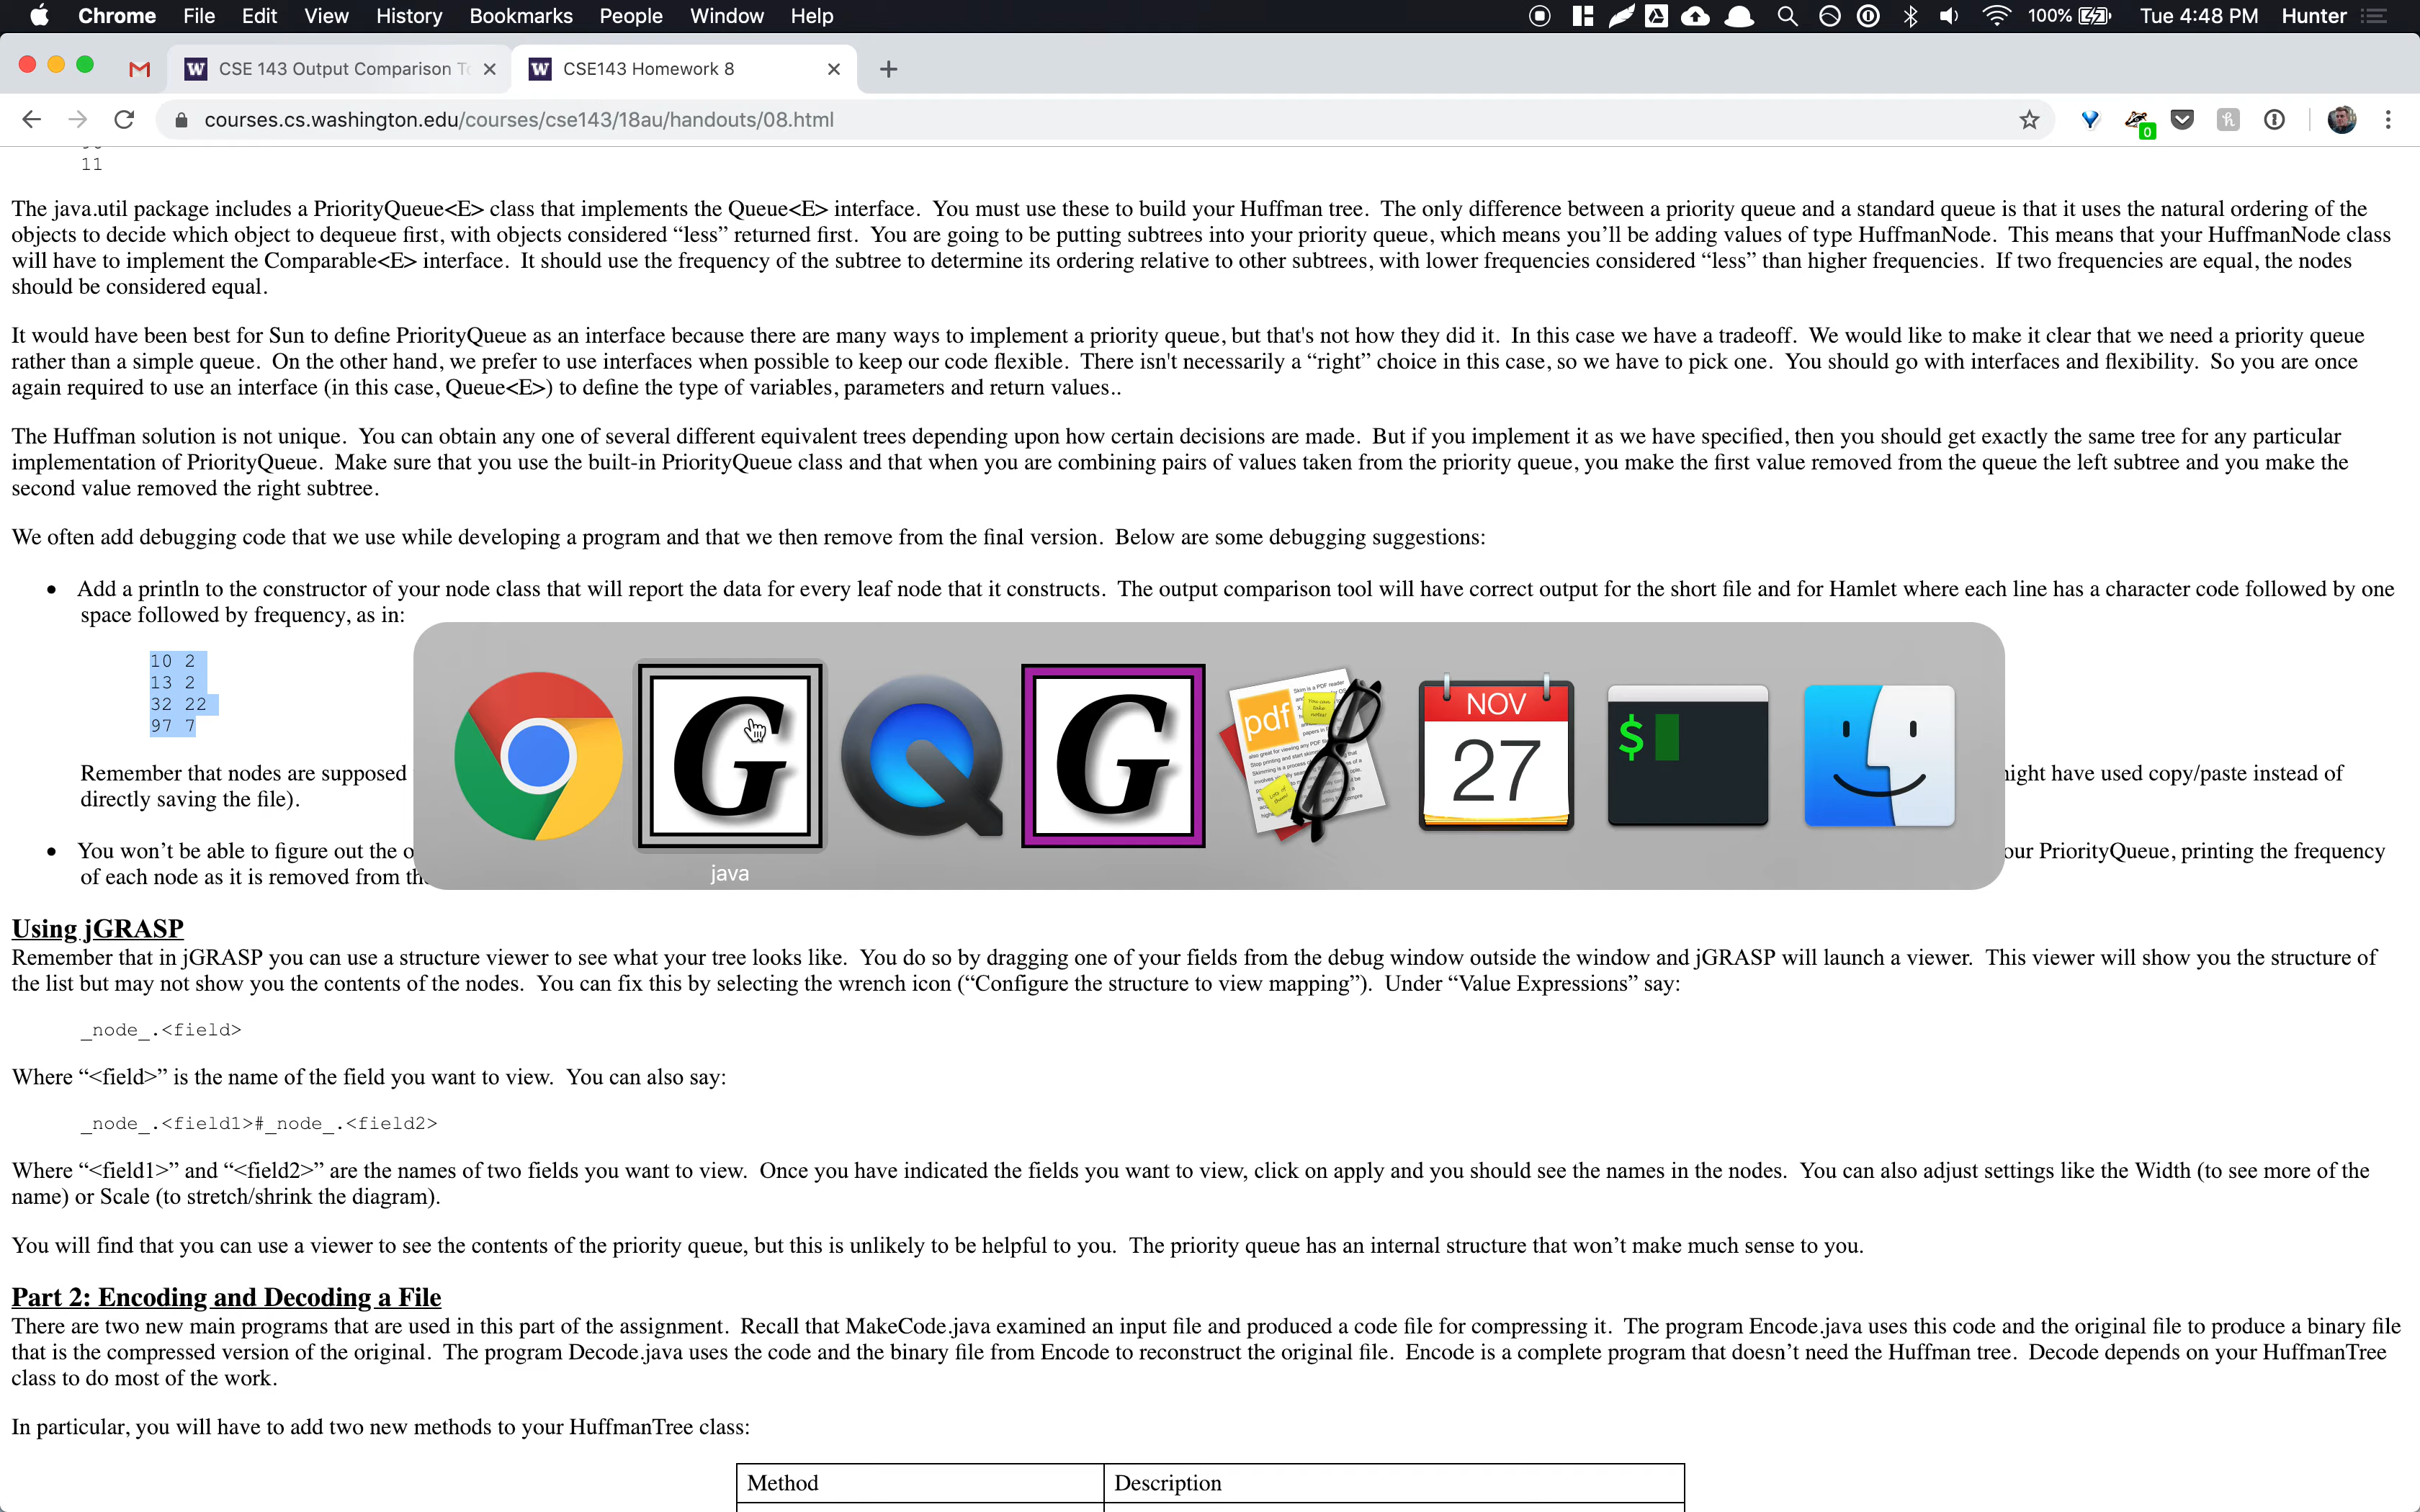 Chrome File Edit View History Bookmarks People Window Help 100% Tue 4:48 PM Hunter
CSE 143 Output Comparison To CSE143 Homework 8
courses.cs.washington.edu/courses/cse143/18au/handouts/08.html
11
The java.util package includes a PriorityQueue<E> class that implements the Queue<E> interface. You must use these to build your Huffman tree. The only difference between a priority queue and a standard queue is that it uses the natural ordering of the
objects to decide which object to dequeue first, with objects considered “less” returned first. You are going to be putting subtrees into your priority queue, which means you’ll be adding values of type HuffmanNode. This means that your HuffmanNode class
will have to implement the Comparable<E> interface. It should use the frequency of the subtree to determine its ordering relative to other subtrees, with lower frequencies considered “less” than higher frequencies. If two frequencies are equal, the nodes
should be considered equal.
It would have been best for Sun to define PriorityQueue as an interface because there are many ways to implement a priority queue, but that's not how they did it. In this case we have a tradeoff. We would like to make it clear that we need a priority queue
rather than a simple queue. On the other hand, we prefer to use interfaces when possible to keep our code flexible. There isn't necessarily a “right” choice in this case, so we have to pick one. You should go with interfaces and flexibility. So you are once
again required to use an interface (in this case, Queue<E>) to define the type of variables, parameters and return values..
The Huffman solution is not unique. You can obtain any one of several different equivalent trees depending upon how certain decisions are made. But if you implement it as we have specified, then you should get exactly the same tree for any particular
implementation of PriorityQueue. Make sure that you use the built-in PriorityQueue class and that when you are combining pairs of values taken from the priority queue, you make the first value removed from the queue the left subtree and you make the
second value removed the right subtree.
We often add debugging code that we use while developing a program and that we then remove from the final version. Below are some debugging suggestions:
• Add a println to the constructor of your node class that will report the data for every leaf node that it constructs. The output comparison tool will have correct output for the short file and for Hamlet where each line has a character code followed by one
space followed by frequency, as in:
10 2
13 2
32 22
97 7
Remember that nodes are supposed might have used copy/paste instead of
directly saving the file).
G G pdf NOV 27 $
java
• You won’t be able to figure out the o our PriorityQueue, printing the frequency
of each node as it is removed from th
Using jGRASP
Remember that in jGRASP you can use a structure viewer to see what your tree looks like. You do so by dragging one of your fields from the debug window outside the window and jGRASP will launch a viewer. This viewer will show you the structure of
the list but may not show you the contents of the nodes. You can fix this by selecting the wrench icon (“Configure the structure to view mapping”). Under “Value Expressions” say:
_node_.<field>
Where “<field>” is the name of the field you want to view. You can also say:
_node_.<field1>#_node_.<field2>
Where “<field1>” and “<field2>” are the names of two fields you want to view. Once you have indicated the fields you want to view, click on apply and you should see the names in the nodes. You can also adjust settings like the Width (to see more of the
name) or Scale (to stretch/shrink the diagram).
You will find that you can use a viewer to see the contents of the priority queue, but this is unlikely to be helpful to you. The priority queue has an internal structure that won’t make much sense to you.
Part 2: Encoding and Decoding a File
There are two new main programs that are used in this part of the assignment. Recall that MakeCode.java examined an input file and produced a code file for compressing it. The program Encode.java uses this code and the original file to produce a binary file
that is the compressed version of the original. The program Decode.java uses the code and the binary file from Encode to reconstruct the original file. Encode is a complete program that doesn’t need the Huffman tree. Decode depends on your HuffmanTree
class to do most of the work.
In particular, you will have to add two new methods to your HuffmanTree class:
Method Description